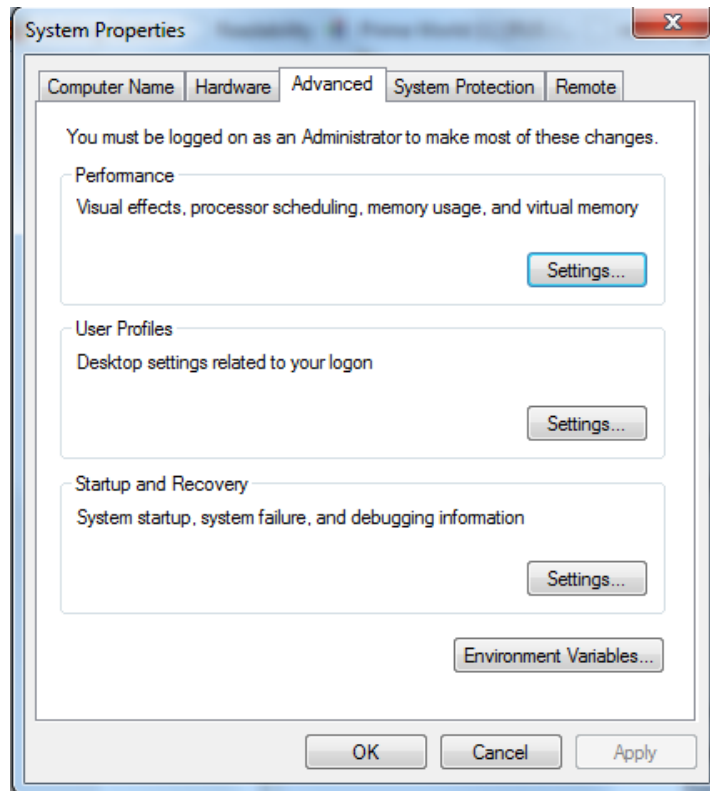 System Properties
Computer Name Hardware Advanced System Protection Remote
You must be logged on as an Administrator to make most of these changes.
Performance
Visual effects, processor scheduling, memory usage, and virtual memory
Settings...
User Profiles
Desktop settings related to your logon
Settings...
Startup and Recovery
System startup, system failure, and debugging information
Settings...
Environment Variables...
OK Cancel Apply